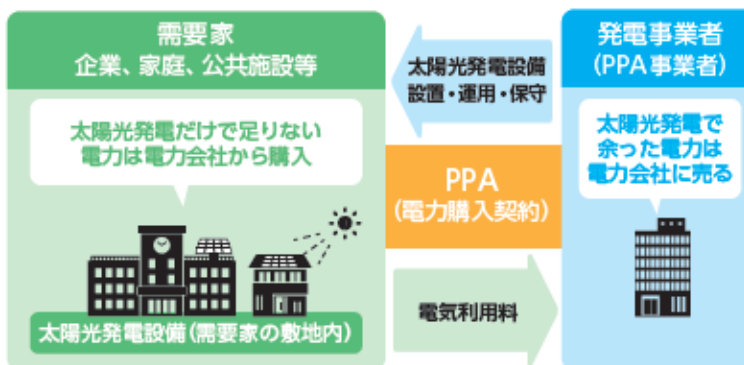 需要家
企業、家庭、公共施設等
太陽光発電だけで足りない
電力は電力会社から購入
太陽光発電設備(需要家の敷地内)
太陽光発電設備
設置・運用・保守
PPA
(電力購入契約)
電気利用料
発電事業者
(PPA事業者)
太陽光発電で
余った電力は
電力会社に売る